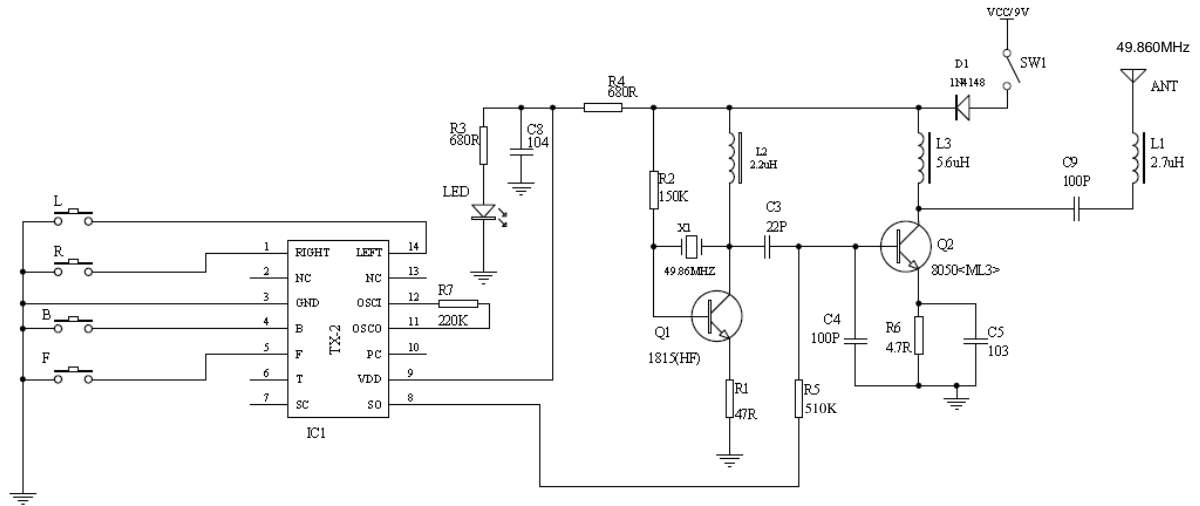 VCC/9V
49.860MHz
D1
SW1
1N4148
ANT
R4
680R
R3
680R
C8
104
L3
5.6uH
L1
2.7uH
L2
2.2uH
C9
100P
R2
150K
LED
L
C3
22P
X1
49.86MHZ
Q2
8050<ML3>
R
1
RIGHT
LEFT
14
2
NC
NC
13
3
GND
OSCI
12
R7
220K
B
4
B
OSCO
11
TX-2
F
5
F
PC
10
6
T
VDD
9
7
SC
SO
8
IC1
Q1
1815(HF)
C4
100P
R6
4.7R
C5
103
R1
47R
R5
510K